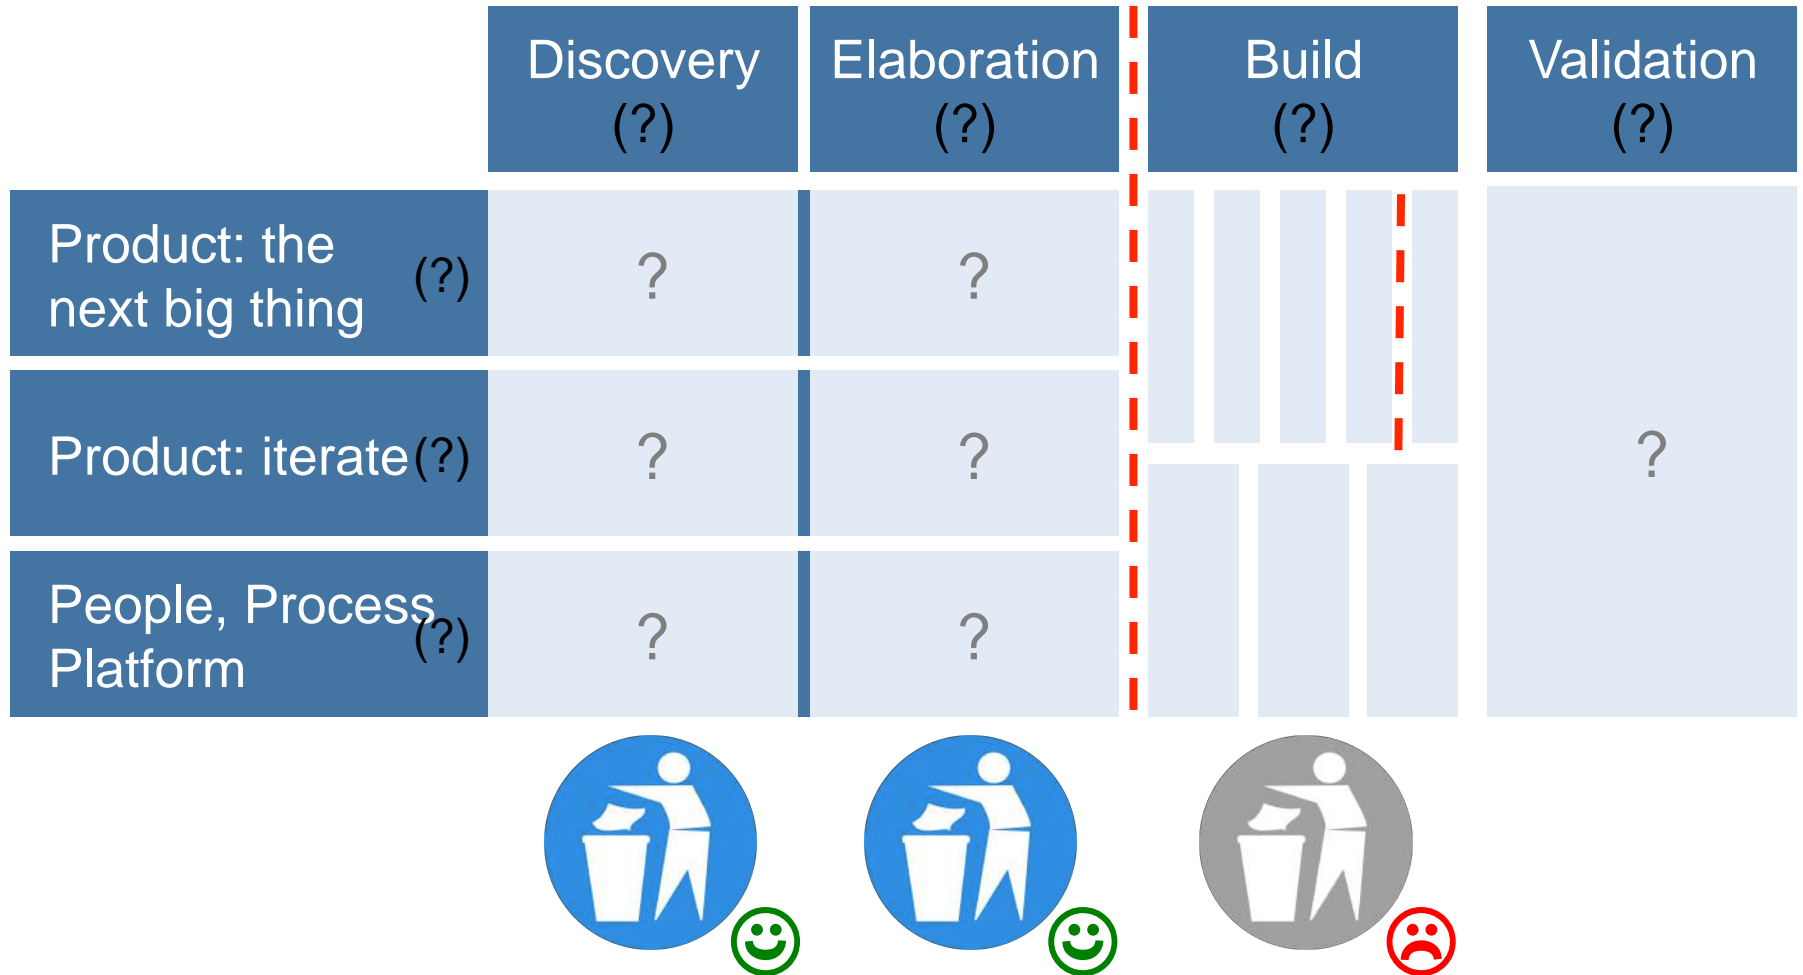 Discovery
(?)
Elaboration
(?)
Build
(?)
Validation
(?)
Product: the
next big thing
(?)
?
?
Product: iterate
(?)
?
?
?
People, Process
Platform
(?)
?
?